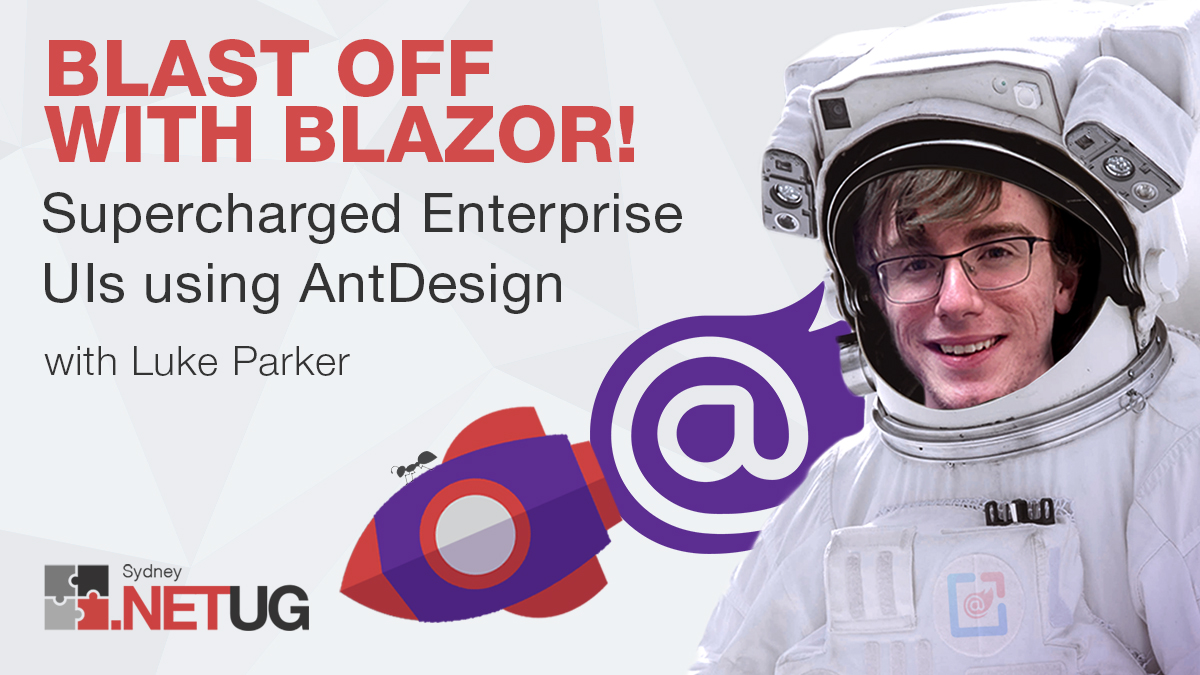 BLAST OFF
WITH BLAZOR!
Supercharged Enterprise
UIs using AntDesign
with Luke Parker
@
Sydney
.NETUG
@